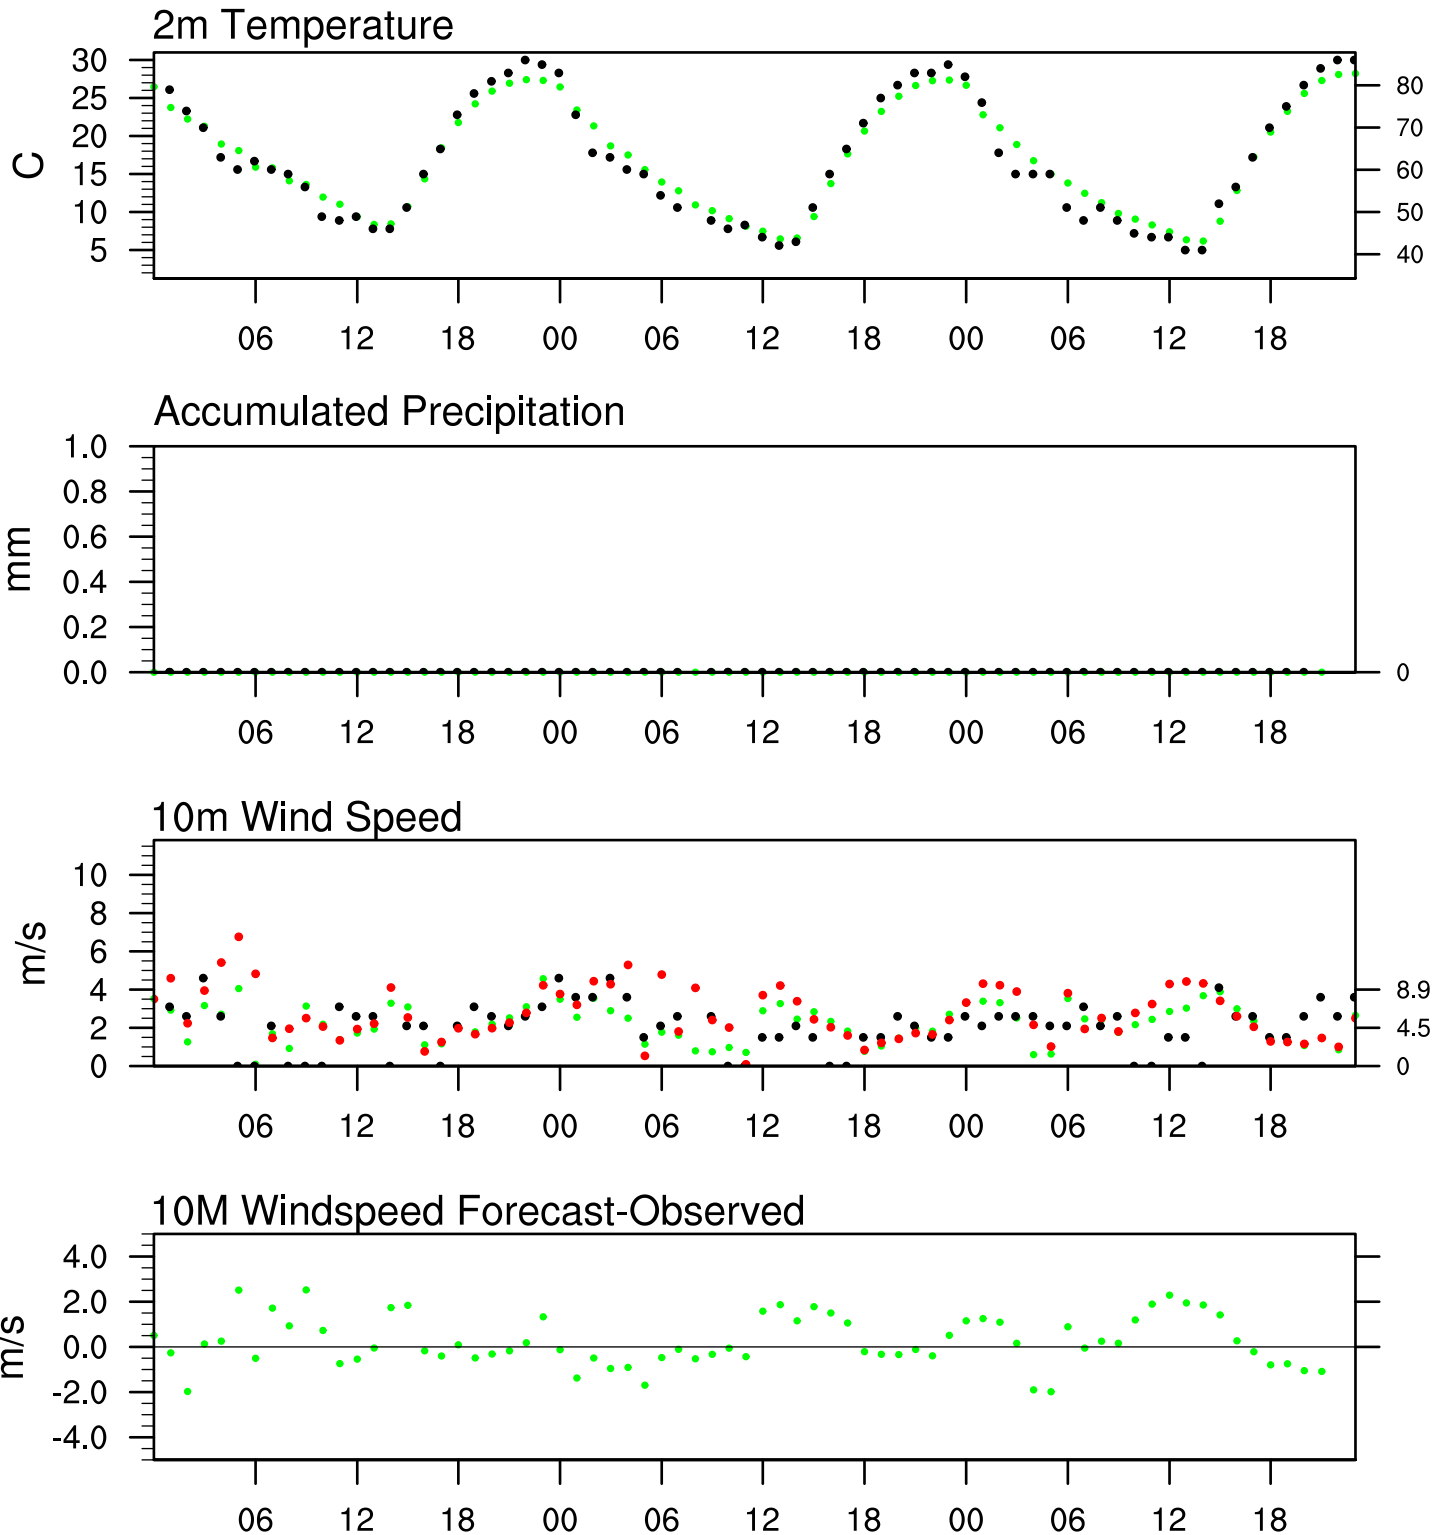 2m Temperature
30
25
20
15
10
5
C
80
70
60
50
40
06 12 18 00 06 12 18 00 06 12 18
Accumulated Precipitation
1.0
0.8
0.6
0.4
0.2
0.0
mm
0
06 12 18 00 06 12 18 00 06 12 18
10m Wind Speed
10
8
6
4
2
0
m/s
8.9
4.5
0
06 12 18 00 06 12 18 00 06 12 18
10M Windspeed Forecast-Observed
4.0
2.0
0.0
-2.0
-4.0
m/s
06 12 18 00 06 12 18 00 06 12 18